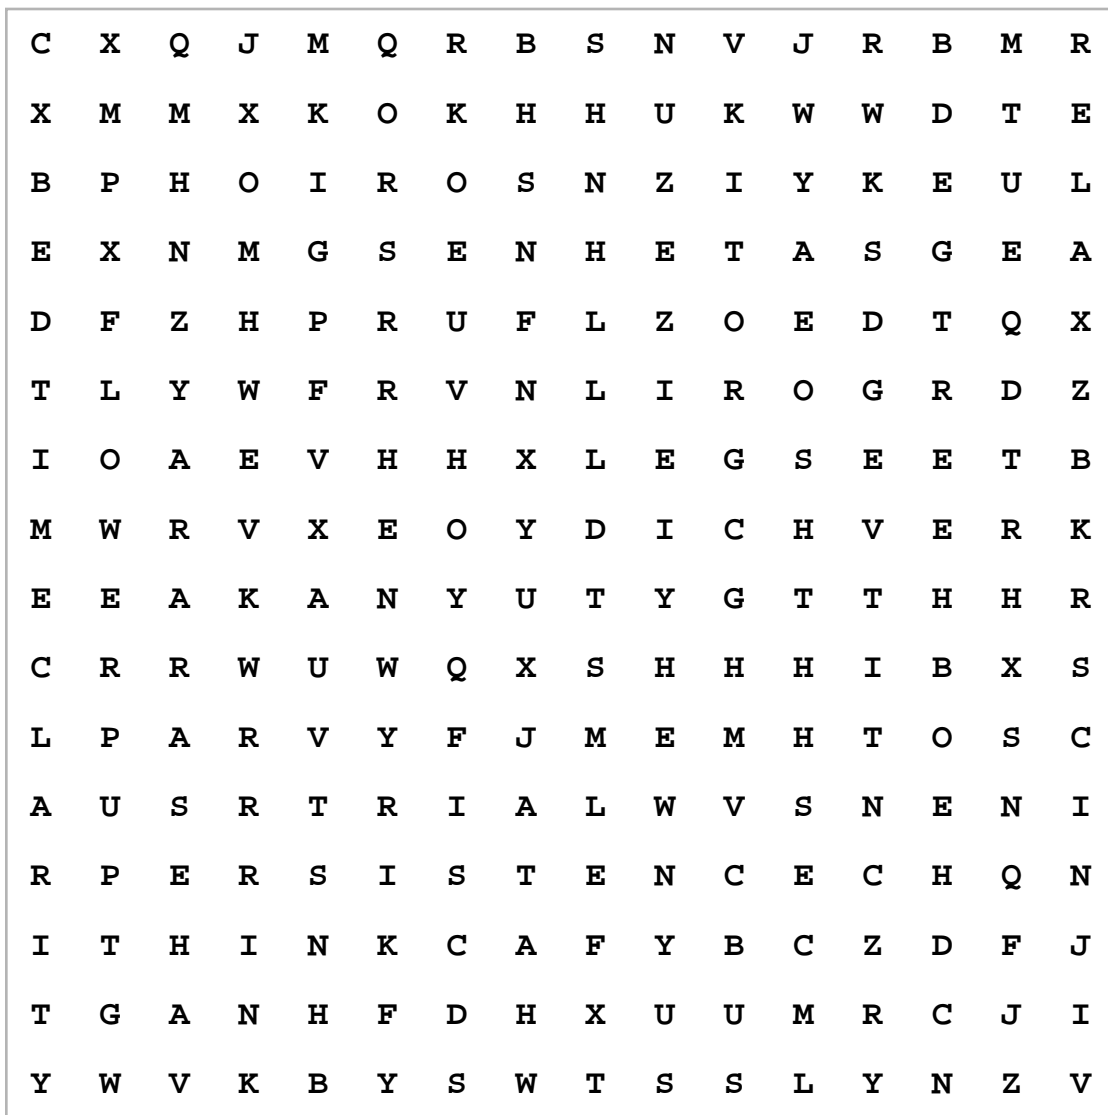 C X Q J M Q R B S N V J R B M R
X M M X K O K H H U K W W D T E
B P H O I R O S N Z I Y K E U L
E X N M G S E N H E T A S G E A
D F Z H P R U F L Z O E D T Q X
T L Y W F R V N L I R O G R D Z
I O A E V H H X L E G S E E T B
M W R V X E O Y D I C H V E R K
E E A K A N Y U T Y G T T H H R
C R R W U W Q X S H H H I B X S
L P A R V Y F J M E M H T O S C
A U S R T R I A L W V S N E N I
R P E R S I S T E N C E C H Q N
I T H I N K C A F Y B C Z D F J
T G A N H F D H X U U M R C J I
Y W V K B Y S W T S S L Y N Z V